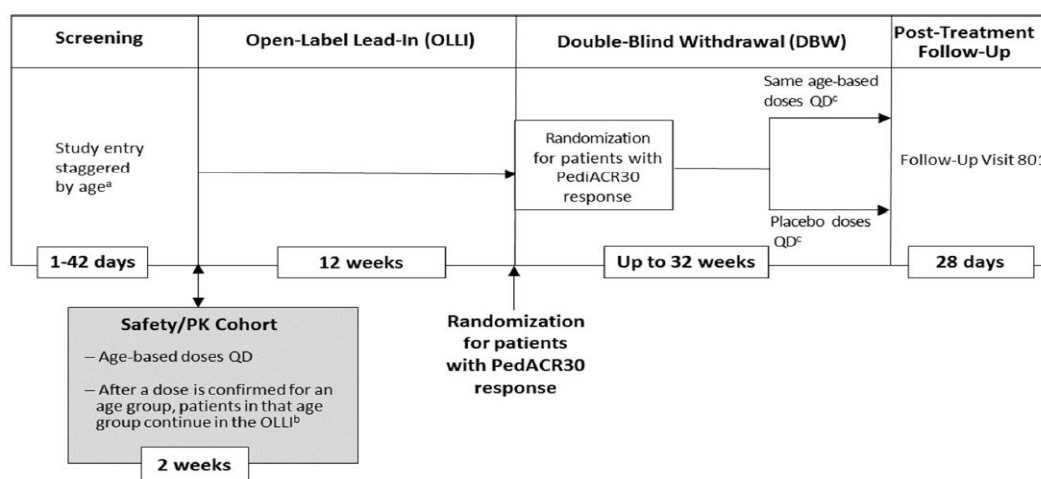 Screening
Open-Label Lead-In (OLLI)
Double-Blind Withdrawal (DBW)
Post-Treatment
Follow-Up
Study entry
staggered
by ageᵃ
Randomization
for patients with
PediACR30
response
Same age-based
doses QDᶜ
Placebo doses
QDᶜ
Follow-Up Visit 801
1-42 days
12 weeks
Up to 32 weeks
28 days
Safety/PK Cohort
– Age-based doses QD
– After a dose is confirmed for an
age group, patients in that age
group continue in the OLLIᵇ
2 weeks
Randomization
for patients
with PedACR30
response